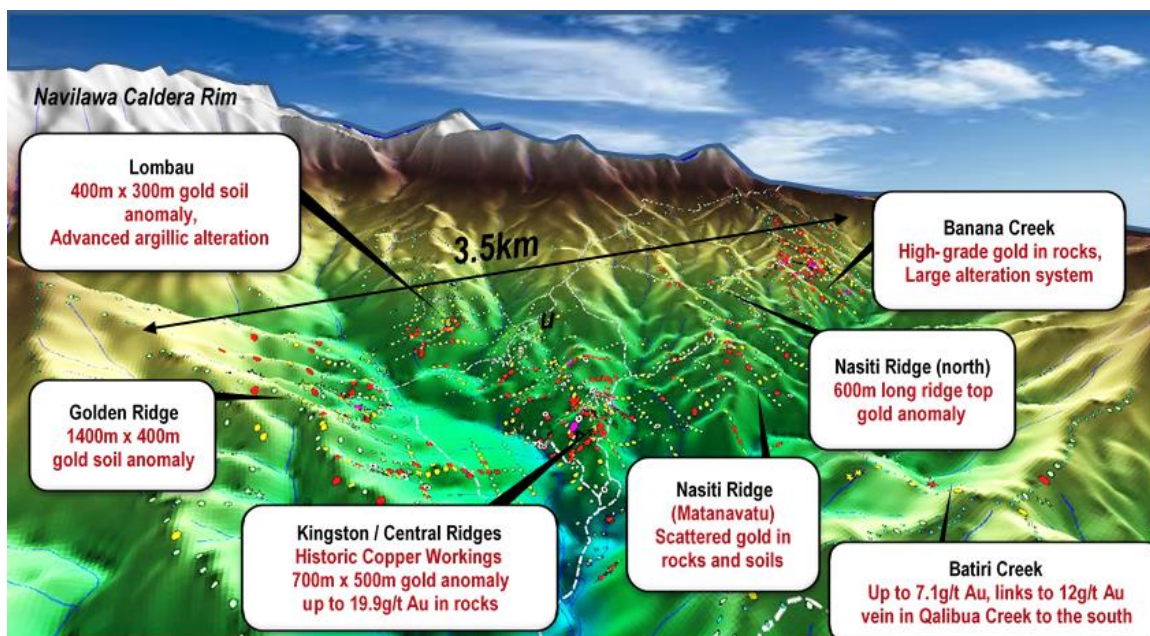 Navilawa Caldera Rim
Lombau
400m x 300m gold soil
anomaly,
Advanced argillic alteration
3.5km
Banana Creek
High-grade gold in rocks,
Large alteration system
u
Nasiti Ridge (north)
600m long ridge top
gold anomaly
Golden Ridge
1400m x 400m
gold soil anomaly
Nasiti Ridge
(Matanavatu)
Scattered gold in
rocks and soils
Kingston / Central Ridges
Historic Copper Workings
700m x 500m gold anomaly
up to 19.9g/t Au in rocks
Batiri Creek
Up to 7.1g/t Au, links to 12g/t Au
vein in Qalibua Creek to the south